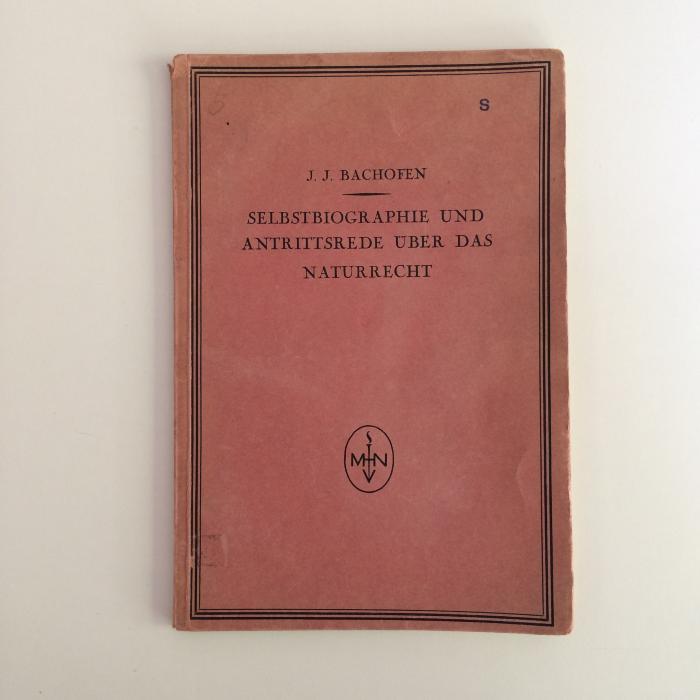 S
J. J. BACHOFEN
SELBSTBIOGRAPHIE UND
ANTRITTSREDE ÜBER DAS
NATURRECHT
M N
V